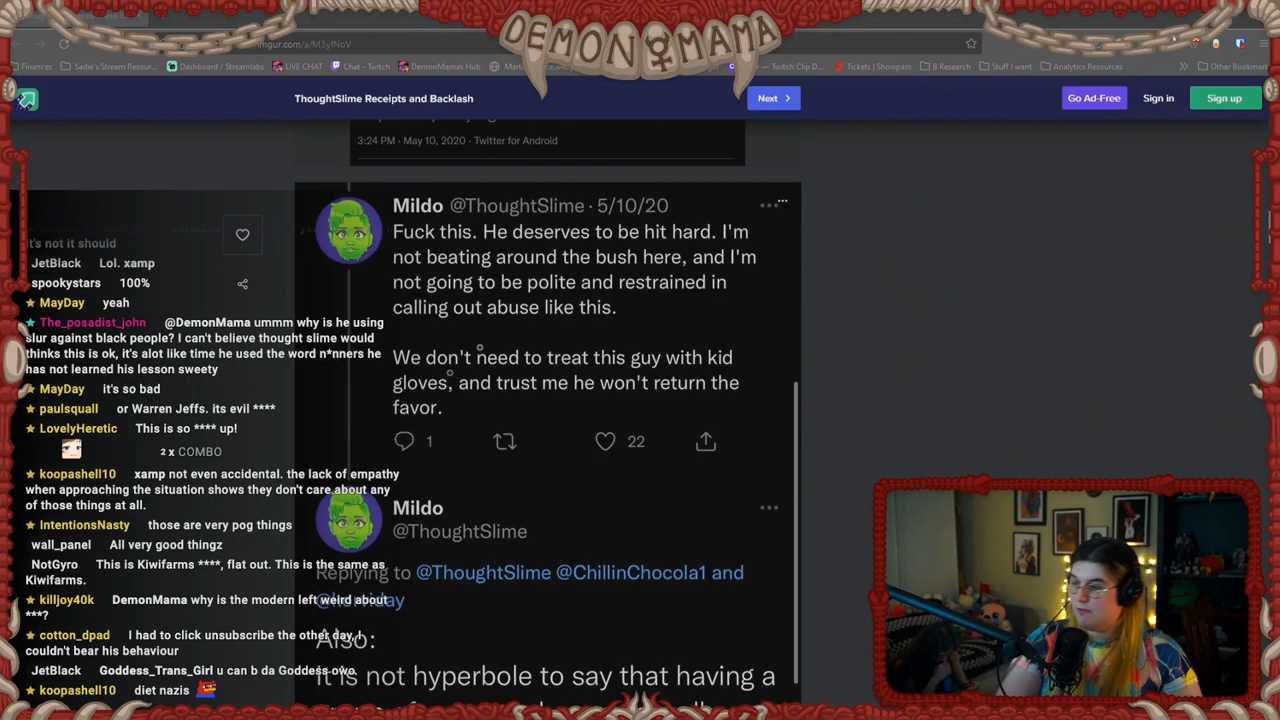 DEMON MAMA
imgur.com/a/M3yfNoV
Finances
Sadie's Stream Resour...
Dashboard / Streamlabs
LIVE CHAT
Chat - Twitch
DemonMamas Hub
Twitch Clip D...
Tickets | Showpass
B Research
Stuff I want
Analytics Resources
Other Bookmar
ThoughtSlime Receipts and Backlash
Next
Go Ad-Free
Sign in
Sign up
3:24 PM · May 10, 2020 · Twitter for Android
Mildo @ThoughtSlime · 5/10/20
Fuck this. He deserves to be hit hard. I'm
not beating around the bush here, and I'm
not going to be polite and restrained in
calling out abuse like this.
We don't need to treat this guy with kid
gloves, and trust me he won't return the
favor.
1
22
Mildo
@ThoughtSlime
Replying to @ThoughtSlime @ChillinChocola1 and
Also:
It is not hyperbole to say that having a
it's not it should
JetBlack Lol. xamp
spookystars 100%
MayDay yeah
The_posadist_john @DemonMama ummm why is he using
slur against black people? I can't believe thought slime would
thinks this is ok, it's alot like time he used the word n*nners he
has not learned his lesson sweety
MayDay it's so bad
paulsquall or Warren Jeffs. its evil ****
LovelyHeretic This is so **** up!
2 x COMBO
koopashell10 xamp not even accidental. the lack of empathy
when approaching the situation shows they don't care about any
of those things at all.
IntentionsNasty those are very pog things
wall_panel All very good thingz
NotGyro This is Kiwifarms ****, flat out. This is the same as
Kiwifarms.
killjoy40k DemonMama why is the modern left weird about
***?
cotton_dpad I had to click unsubscribe the other day, I
couldn't bear his behaviour
JetBlack Goddess_Trans_Girl u can b da Goddess owo
koopashell10 diet nazis